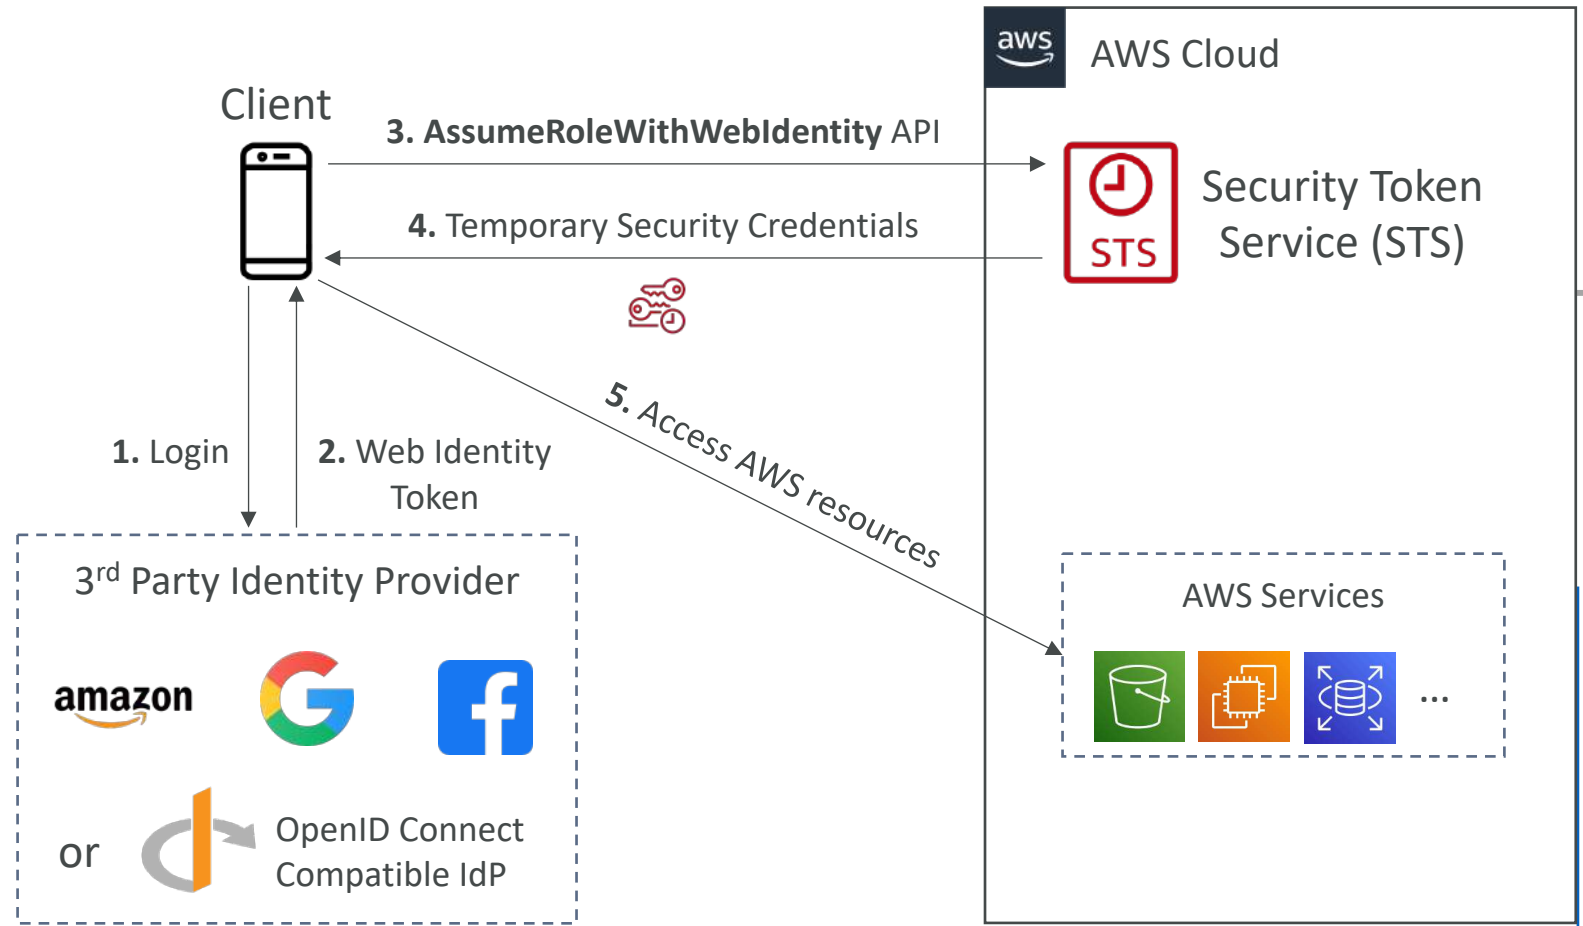 aws
AWS Cloud
Client
3. AssumeRoleWithWebIdentity API
4. Temporary Security Credentials
STS
Security Token
Service (STS)
5. Access AWS resources
1. Login
2. Web Identity
Token
3rd Party Identity Provider
amazon
G
f
or
OpenID Connect
Compatible IdP
AWS Services
...